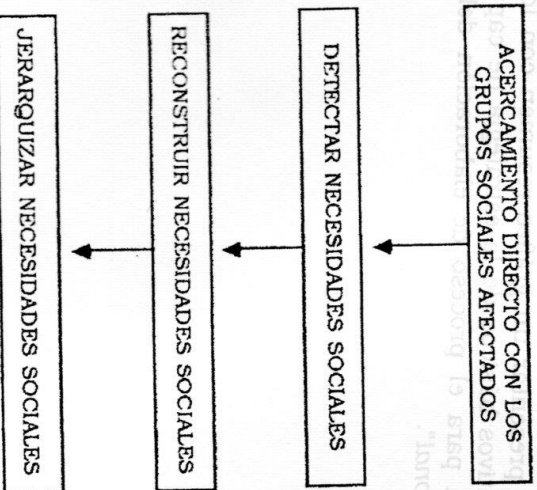 ACERCAMIENTO DIRECTO CON LOS
GRUPOS SOCIALES AFECTADOS
DETECTAR NECESIDADES SOCIALES
RECONSTRUIR NECESIDADES SOCIALES
JERARQUIZAR NECESIDADES SOCIALES